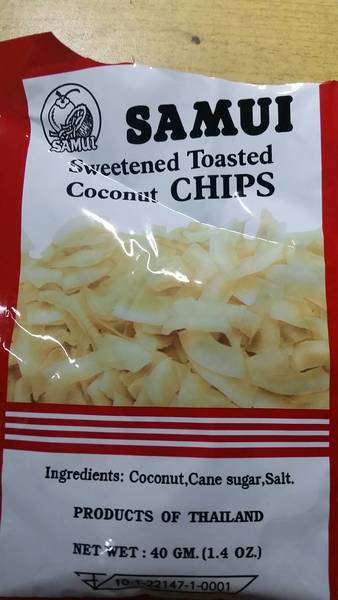 SAMUI
SAMUI
Sweetened Toasted
Coconut CHIPS
Ingredients: Coconut,Cane sugar,Salt.
PRODUCTS OF THAILAND
NET WET : 40 GM. (1.4 OZ.)
10-1-22147-1-0001